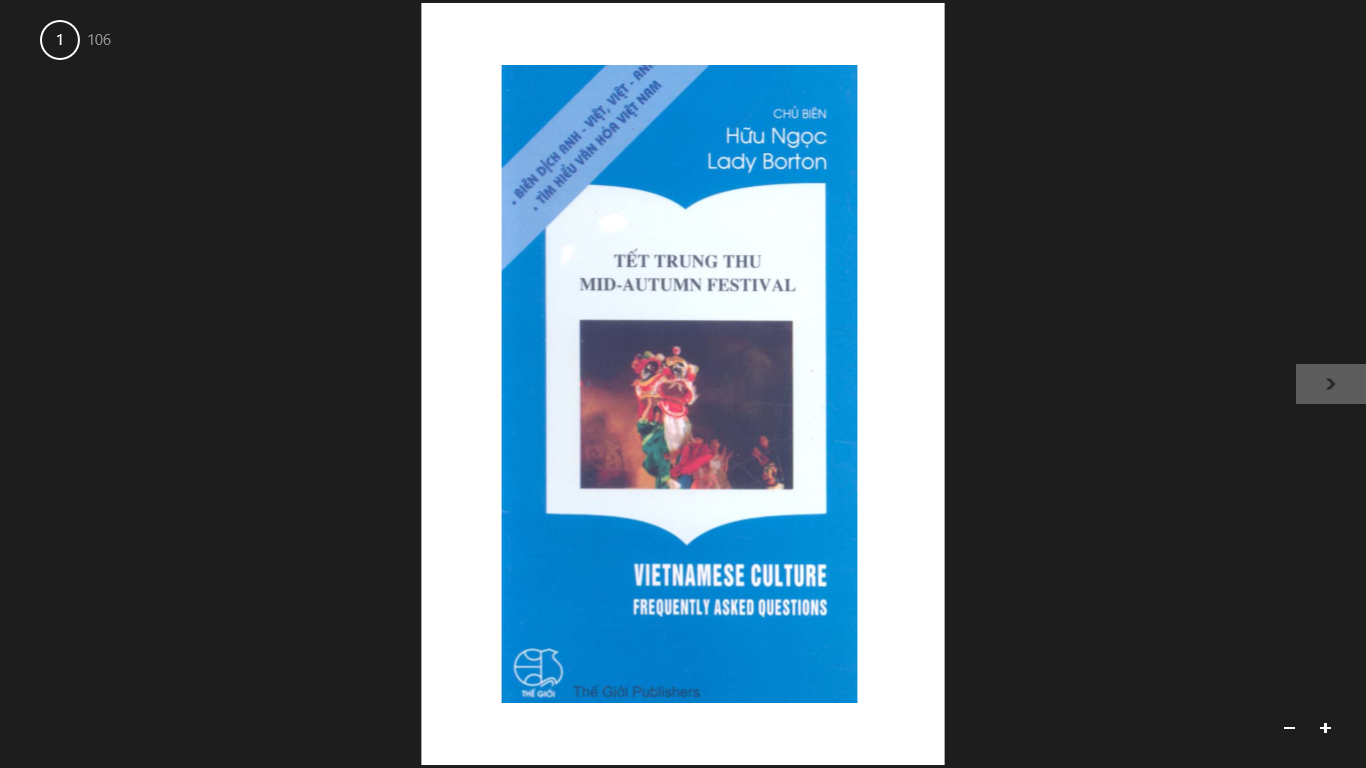 1 106
• BIÊN DỊCH ANH - VIỆT, VIỆT - ANH
• TÌM HIỂU VĂN HÓA VIỆT NAM
CHỦ BIÊN
Hữu Ngọc
Lady Borton
TẾT TRUNG THU
MID-AUTUMN FESTIVAL
VIETNAMESE CULTURE
FREQUENTLY ASKED QUESTIONS
THẾ GIỚI
Thế Giới Publishers